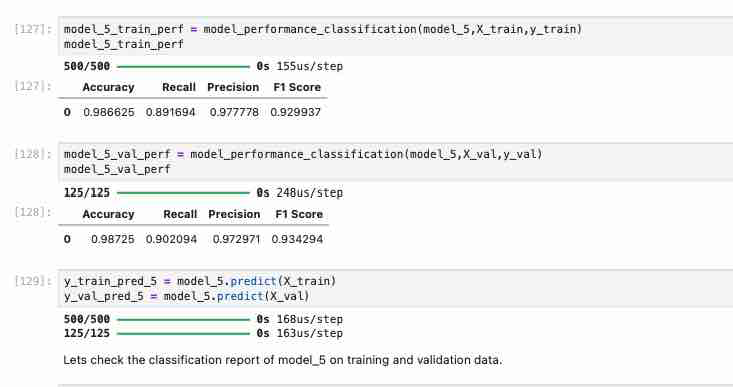 [127]: model_5_train_perf = model_performance_classification(model_5,X_train,y_train)
model_5_train_perf
500/500 0s 155us/step
[127]: Accuracy Recall Precision F1 Score
0 0.986625 0.891694 0.977778 0.929937
[128]: model_5_val_perf = model_performance_classification(model_5,X_val,y_val)
model_5_val_perf
125/125 0s 248us/step
[128]: Accuracy Recall Precision F1 Score
0 0.98725 0.902094 0.972971 0.934294
[129]: y_train_pred_5 = model_5.predict(X_train)
y_val_pred_5 = model_5.predict(X_val)
500/500 0s 168us/step
125/125 0s 163us/step
Lets check the classification report of model_5 on training and validation data.